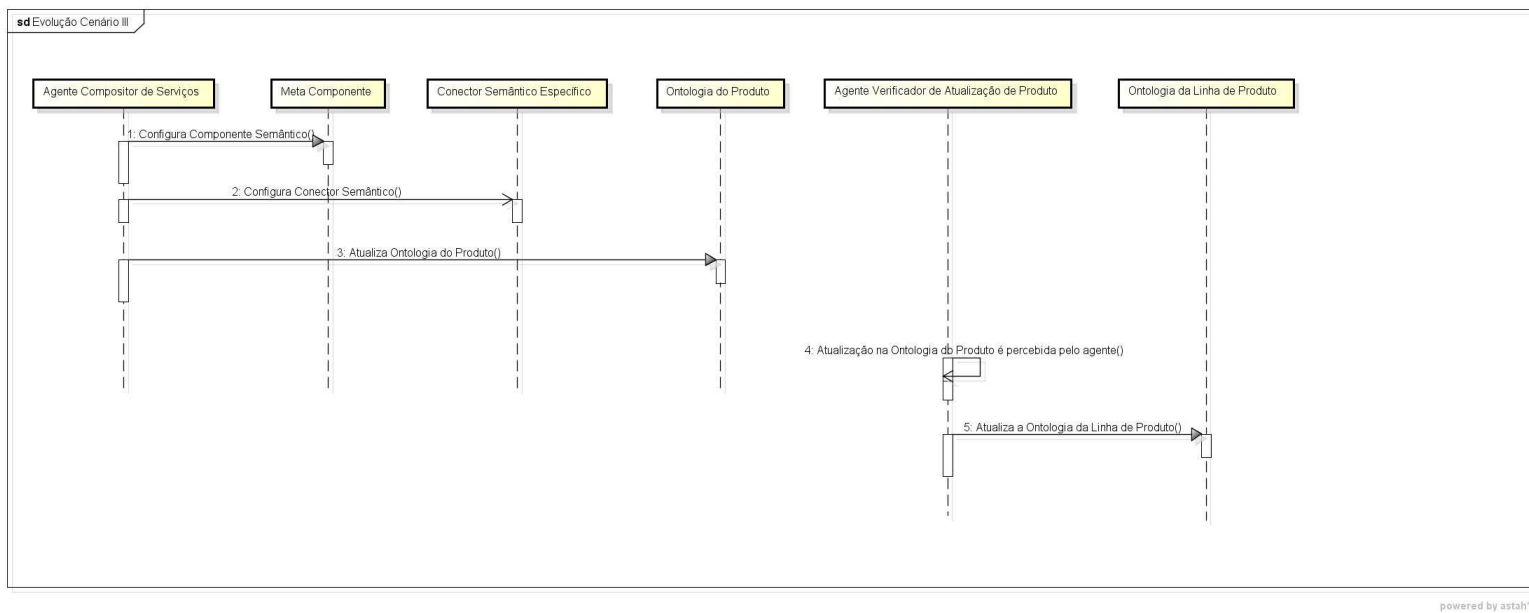 sd Evolução Cenário III
Agente Compositor de Serviços
Meta Componente
Conector Semântico Específico
Ontologia do Produto
Agente Verificador de Atualização de Produto
Ontologia da Linha de Produto
1: Configura Componente Semântico()
2: Configura Conector Semântico()
3: Atualiza Ontologia do Produto()
4: Atualização na Ontologia do Produto é percebida pelo agente()
5: Atualiza a Ontologia da Linha de Produto()
powered by astah*